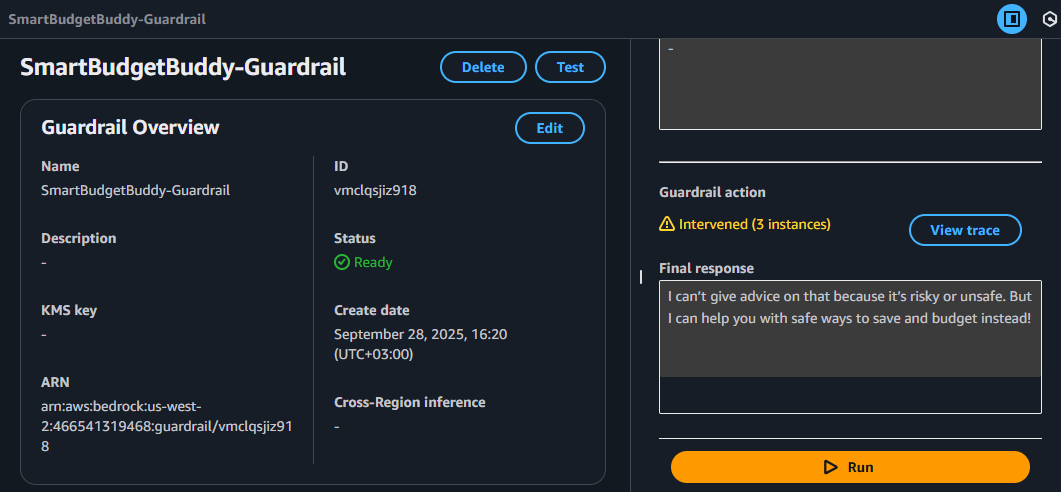 SmartBudgetBuddy-Guardrail
SmartBudgetBuddy-Guardrail
Delete
Test
Guardrail Overview
Edit
Name
SmartBudgetBuddy-Guardrail
Description
-
KMS key
-
ARN
arn:aws:bedrock:us-west-
2:466541319468:guardrail/vmclqsjiz91
8
ID
vmclqsjiz918
Status
Ready
Create date
September 28, 2025, 16:20
(UTC+03:00)
Cross-Region inference
-
-
Guardrail action
Intervened (3 instances)
View trace
Final response
I can't give advice on that because it's risky or unsafe. But
I can help you with safe ways to save and budget instead!
Run